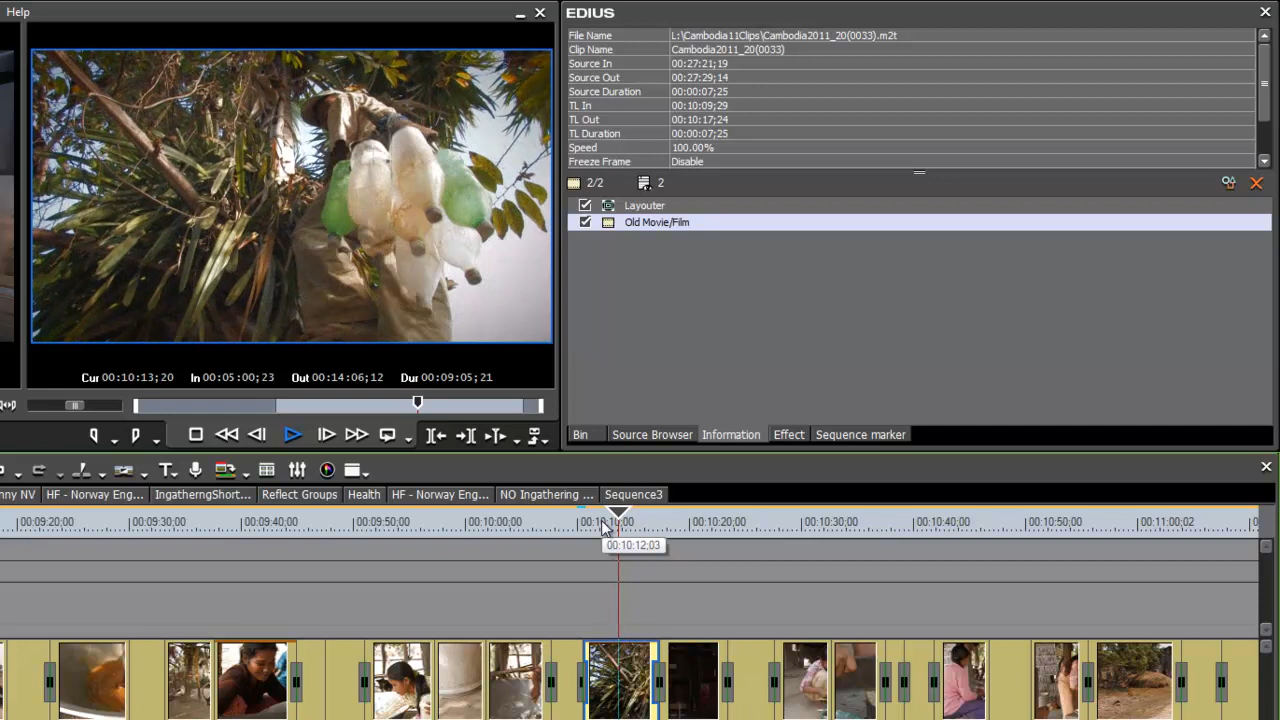 Help
EDIUS
File Name L:\Cambodia11Clips\Cambodia2011_20(0033).m2t
Clip Name Cambodia2011_20(0033)
Source In 00:27:21;19
Source Out 00:27:29;14
Source Duration 00:00:07;25
TL In 00:10:09;29
TL Out 00:10:17;24
TL Duration 00:00:07;25
Speed 100.00%
Freeze Frame Disable
2/2 2
Layouter
Old Movie/Film
Cur 00:10:13;20 In 00:05:00;23 Out 00:14:06;12 Dur 00:09:05;21
Bin Source Browser Information Effect Sequence marker
nny NV HF - Norway Eng... IngatherngShort... Reflect Groups Health HF - Norway Eng... NO Ingathering ... Sequence3
00:09:20;00 00:09:30;00 00:09:40;00 00:09:50;00 00:10:00;00 00:10:10;00 00:10:20;00 00:10:30;00 00:10:40;00 00:10:50;00 00:11:00;02
00:10:12;03